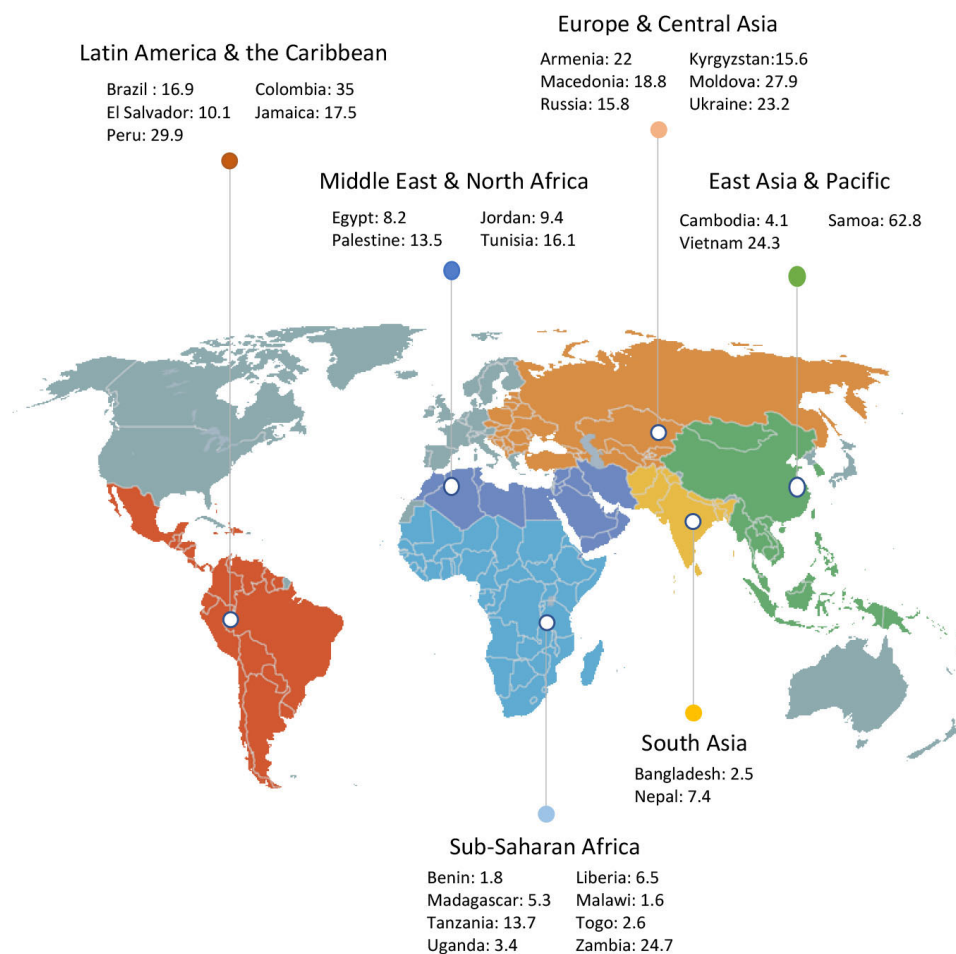 Europe & Central Asia
Armenia: 22 Kyrgyzstan:15.6
Macedonia: 18.8 Moldova: 27.9
Russia: 15.8 Ukraine: 23.2
Latin America & the Caribbean
Brazil : 16.9 Colombia: 35
El Salvador: 10.1 Jamaica: 17.5
Peru: 29.9
Middle East & North Africa
Egypt: 8.2 Jordan: 9.4
Palestine: 13.5 Tunisia: 16.1
East Asia & Pacific
Cambodia: 4.1 Samoa: 62.8
Vietnam 24.3
South Asia
Bangladesh: 2.5
Nepal: 7.4
Sub-Saharan Africa
Benin: 1.8 Liberia: 6.5
Madagascar: 5.3 Malawi: 1.6
Tanzania: 13.7 Togo: 2.6
Uganda: 3.4 Zambia: 24.7